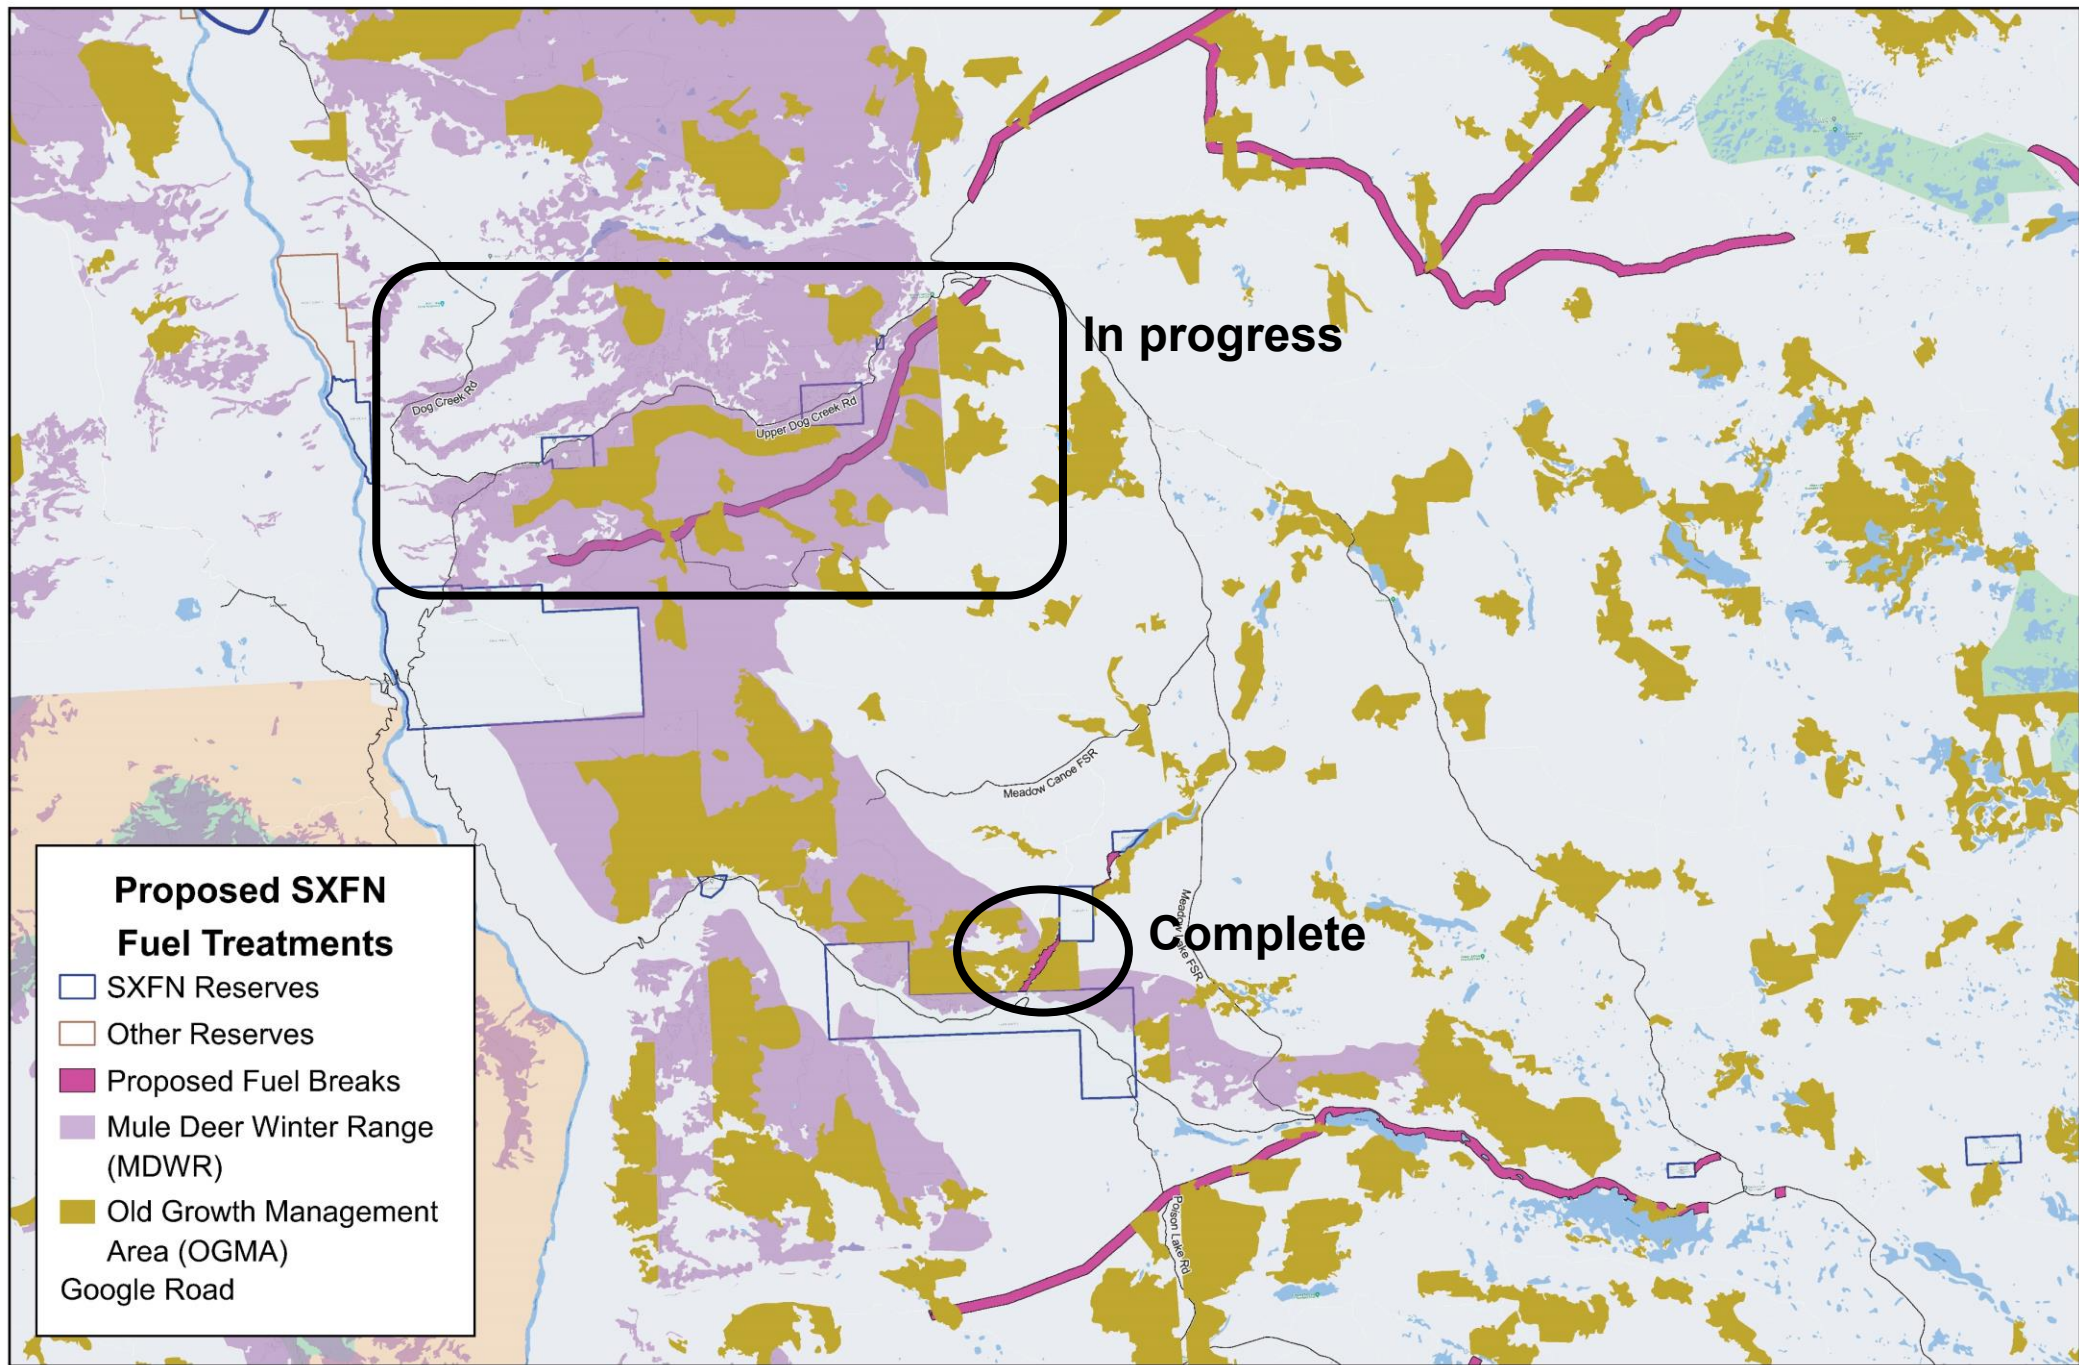 In progress
Dog Creek Rd
Upper Dog Creek Rd
Meadow Canoe FSR
Meadow Lake FSR
Complete
Poison Lake Rd
Proposed SXFN
Fuel Treatments
SXFN Reserves
Other Reserves
Proposed Fuel Breaks
Mule Deer Winter Range
(MDWR)
Old Growth Management
Area (OGMA)
Google Road